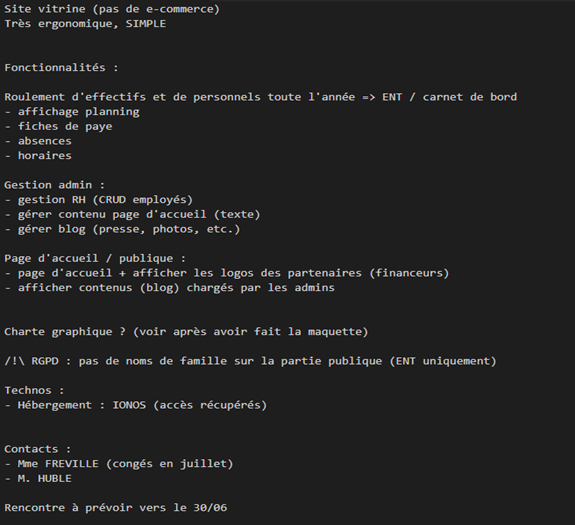 Site vitrine (pas de e-commerce)
Très ergonomique, SIMPLE
Fonctionnalités :
Roulement d'effectifs et de personnels toute l'année => ENT / carnet de bord
- affichage planning
- fiches de paye
- absences
- horaires
Gestion admin :
- gestion RH (CRUD employés)
- gérer contenu page d'accueil (texte)
- gérer blog (presse, photos, etc.)
Page d'accueil / publique :
- page d'accueil + afficher les logos des partenaires (financeurs)
- afficher contenus (blog) chargés par les admins
Charte graphique ? (voir après avoir fait la maquette)
/!\ RGPD : pas de noms de famille sur la partie publique (ENT uniquement)
Technos :
- Hébergement : IONOS (accès récupérés)
Contacts :
- Mme FREVILLE (congés en juillet)
- M. HUBLE
Rencontre à prévoir vers le 30/06